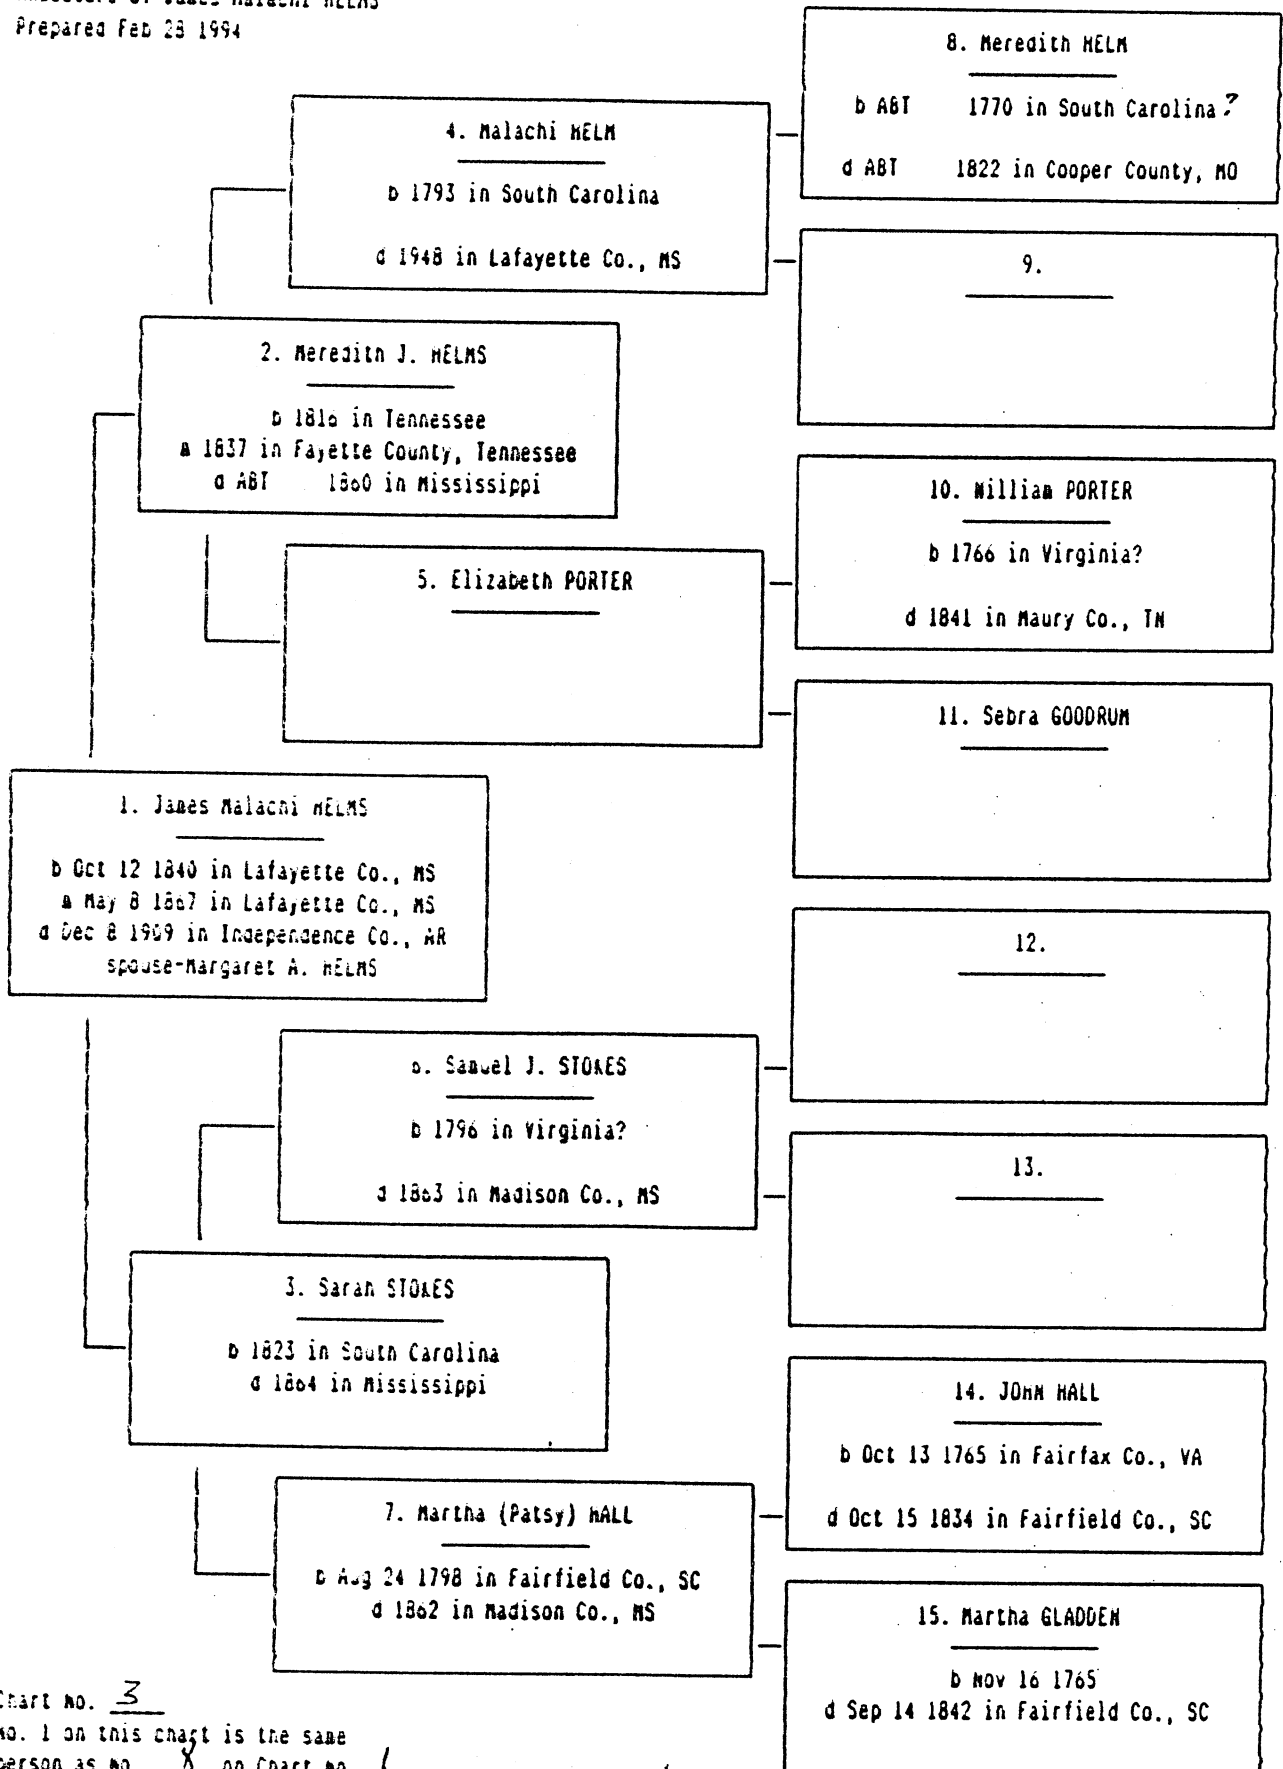 Ancestors of James Malachi HELMS
Prepared Feb 23 1994
8. Meredith HELM
b ABT 1770 in South Carolina?
d ABT 1822 in Cooper County, MO
4. Malachi HELM
b 1793 in South Carolina
d 1948 in Lafayette Co., MS
9.
2. Meredith J. HELMS
b 1816 in Tennessee
m 1837 in Fayette County, Tennessee
d ABT 1860 in Mississippi
10. William PORTER
b 1766 in Virginia?
d 1841 in Maury Co., TN
5. Elizabeth PORTER
11. Sebra GOODRUM
1. James Malachi HELMS
b Oct 12 1840 in Lafayette Co., MS
m May 8 1867 in Lafayette Co., MS
d Dec 8 1909 in Independence Co., AR
spouse-Margaret A. HELMS
12.
6. Samuel J. STOKES
b 1796 in Virginia?
d 1863 in Madison Co., MS
13.
3. Sarah STOKES
b 1823 in South Carolina
d 1864 in Mississippi
14. JOHN HALL
b Oct 13 1765 in Fairfax Co., VA
d Oct 15 1834 in Fairfield Co., SC
7. Martha (Patsy) HALL
b Aug 24 1798 in Fairfield Co., SC
d 1862 in Madison Co., MS
15. Martha GLADDEN
b Nov 16 1765
d Sep 14 1842 in Fairfield Co., SC
Chart no. 3
No. 1 on this chart is the same
person as no. 8 on Chart no. 1